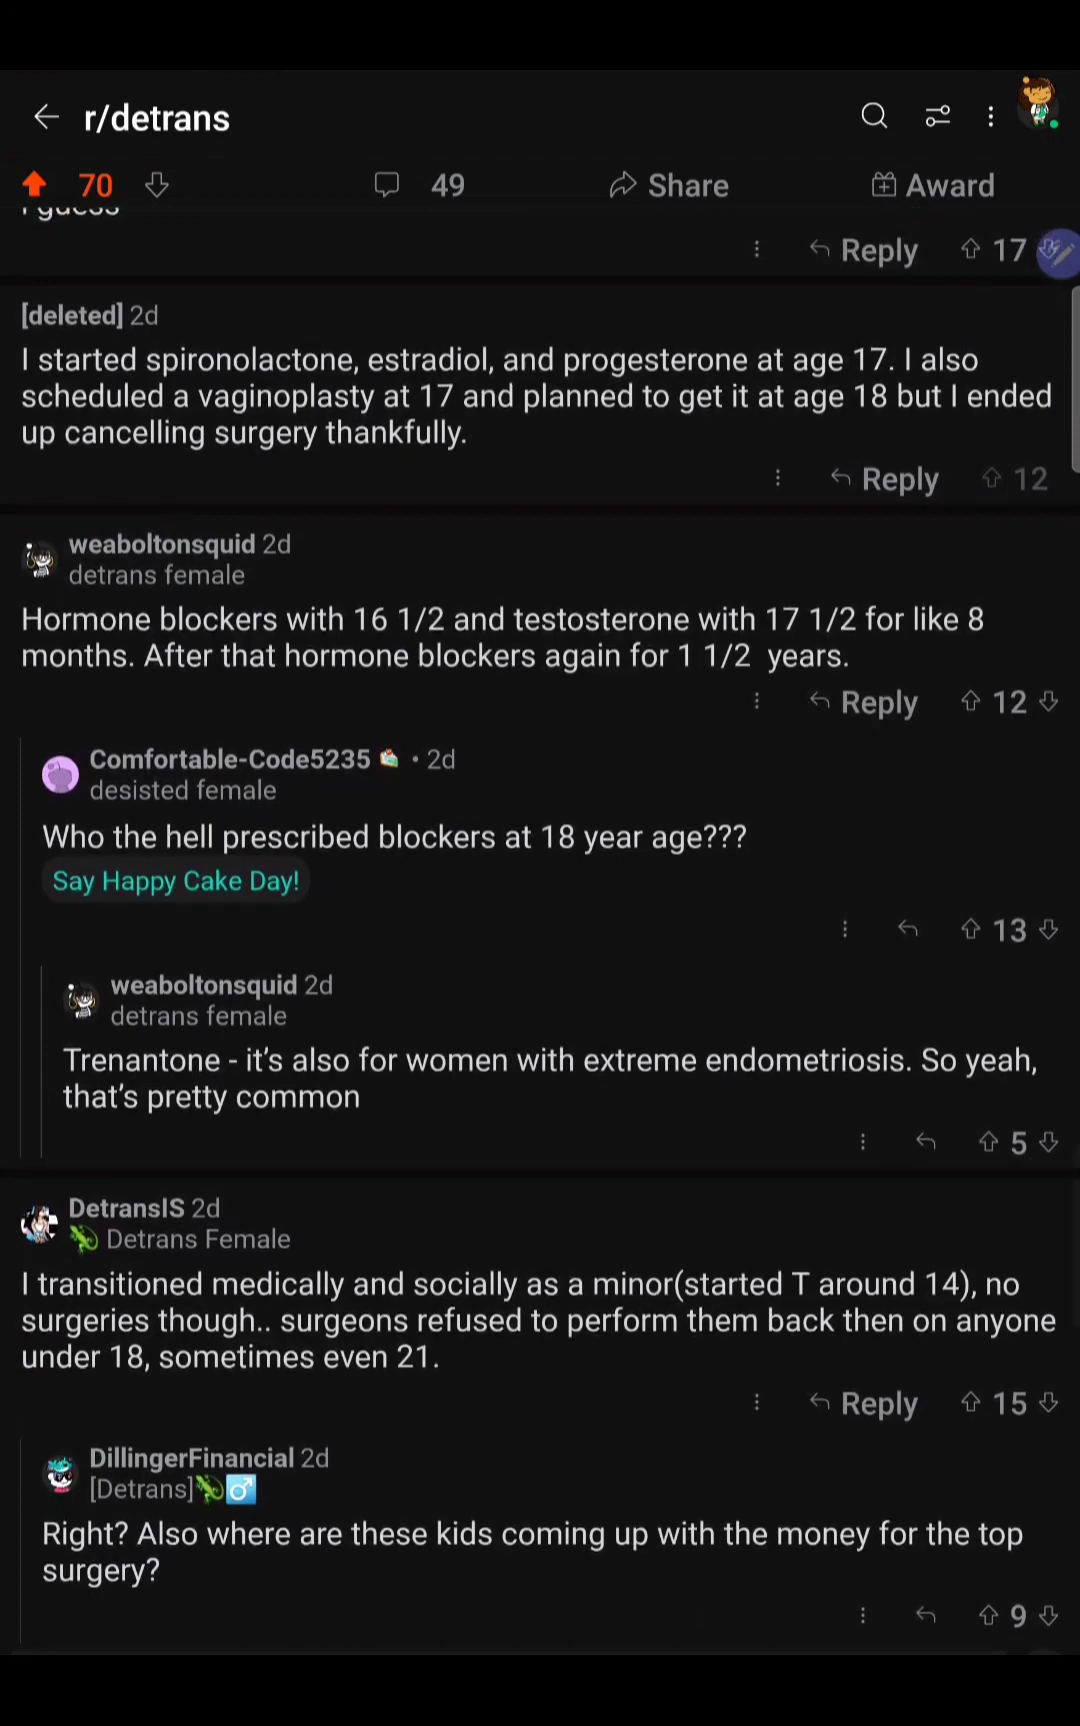 r/detrans
70
49
Share
Award
I guess
Reply
17
[deleted] 2d
I started spironolactone, estradiol, and progesterone at age 17. I also
scheduled a vaginoplasty at 17 and planned to get it at age 18 but I ended
up cancelling surgery thankfully.
Reply
12
weaboltonsquid 2d
detrans female
Hormone blockers with 16 1/2 and testosterone with 17 1/2 for like 8
months. After that hormone blockers again for 1 1/2 years.
Reply
12
Comfortable-Code5235 • 2d
desisted female
Who the hell prescribed blockers at 18 year age???
Say Happy Cake Day!
13
weaboltonsquid 2d
detrans female
Trenantone - it's also for women with extreme endometriosis. So yeah,
that's pretty common
5
DetransIS 2d
🦎 Detrans Female
I transitioned medically and socially as a minor(started T around 14), no
surgeries though.. surgeons refused to perform them back then on anyone
under 18, sometimes even 21.
Reply
15
DillingerFinancial 2d
[Detrans]🦎♂️
Right? Also where are these kids coming up with the money for the top
surgery?
9